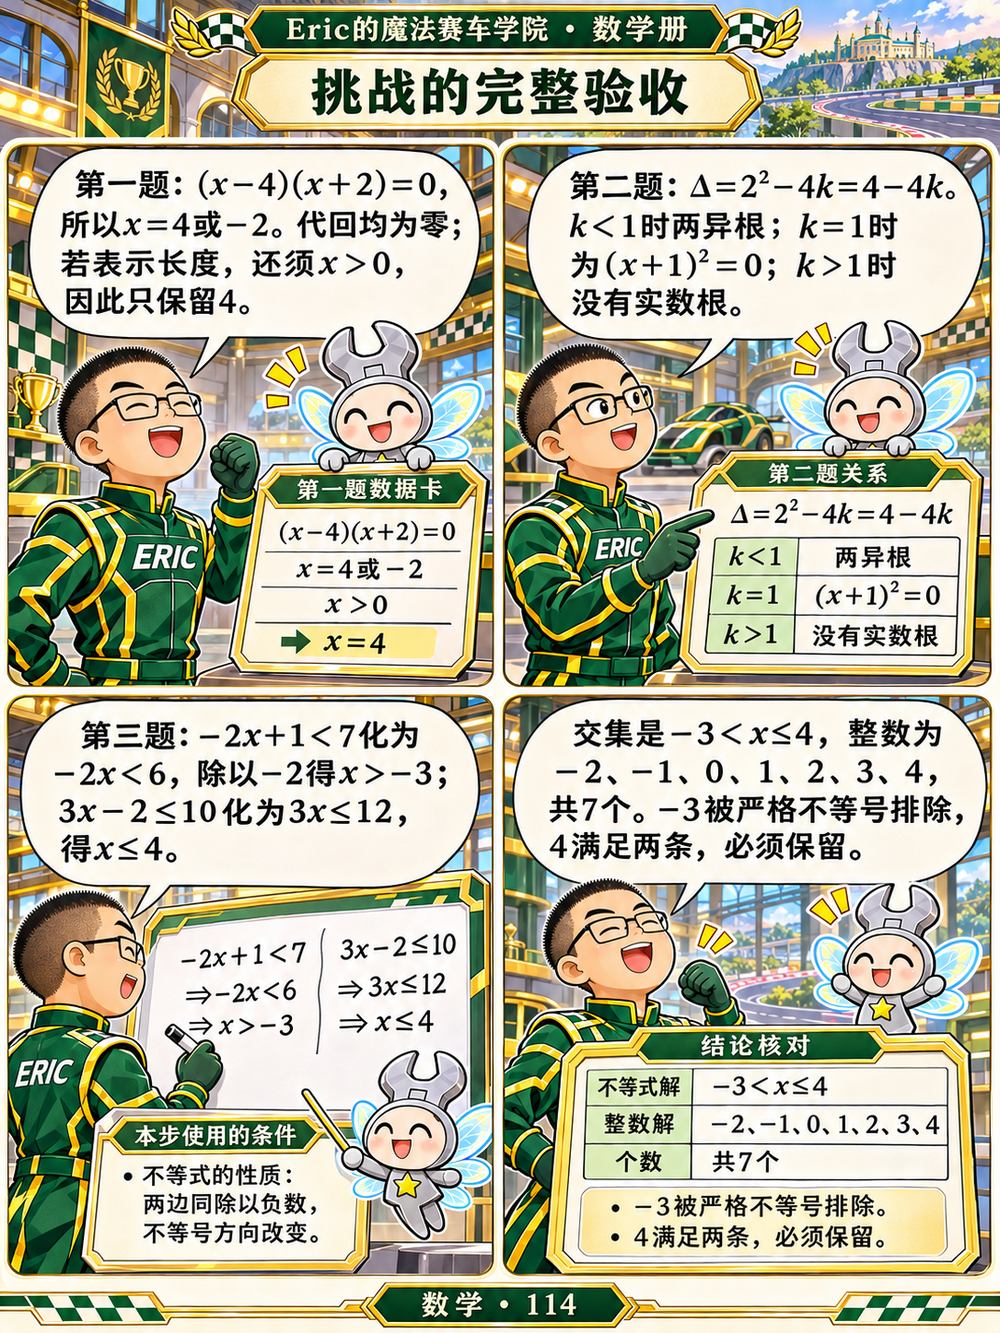 Eric的魔法赛车学院·数学册
挑战的完整验收
第一题：(x−4)(x+2)=0，
所以x=4或−2。代回均为零；
若表示长度，还须x>0，
因此只保留4。
ERIC
第一题数据卡
(x−4)(x+2)=0
x=4或−2
x>0
➡ x=4
第二题：Δ=2²−4k=4−4k。
k<1时两异根；k=1时
为(x+1)²=0；k>1时
没有实数根。
ERIC
第二题关系
Δ=2²−4k=4−4k
k<1 两异根
k=1 (x+1)²=0
k>1 没有实数根
第三题：−2x+1<7化为
−2x<6，除以−2得x>−3；
3x−2≤10化为3x≤12，
得x≤4。
−2x+1<7 3x−2≤10
⇒−2x<6 ⇒3x≤12
⇒x>−3 ⇒x≤4
ERIC
本步使用的条件
• 不等式的性质：
两边同除以负数，
不等号方向改变。
交集是−3<x≤4，整数为
−2、−1、0、1、2、3、4，
共7个。−3被严格不等号排除，
4满足两条，必须保留。
结论核对
不等式解 −3<x≤4
整数解 −2、−1、0、1、2、3、4
个数 共7个
• −3被严格不等号排除。
• 4满足两条，必须保留。
数学·114